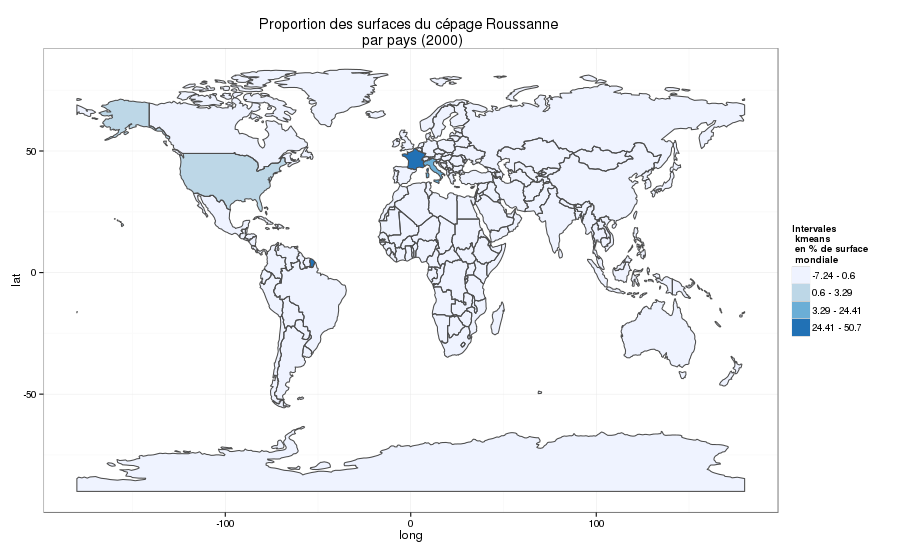 Proportion des surfaces du cépage Roussanne
par pays (2000)
50
0
-50
lat
-100
0
100
long
Intervales
kmeans
en % de surface
mondiale
-7.24 - 0.6
0.6 - 3.29
3.29 - 24.41
24.41 - 50.7